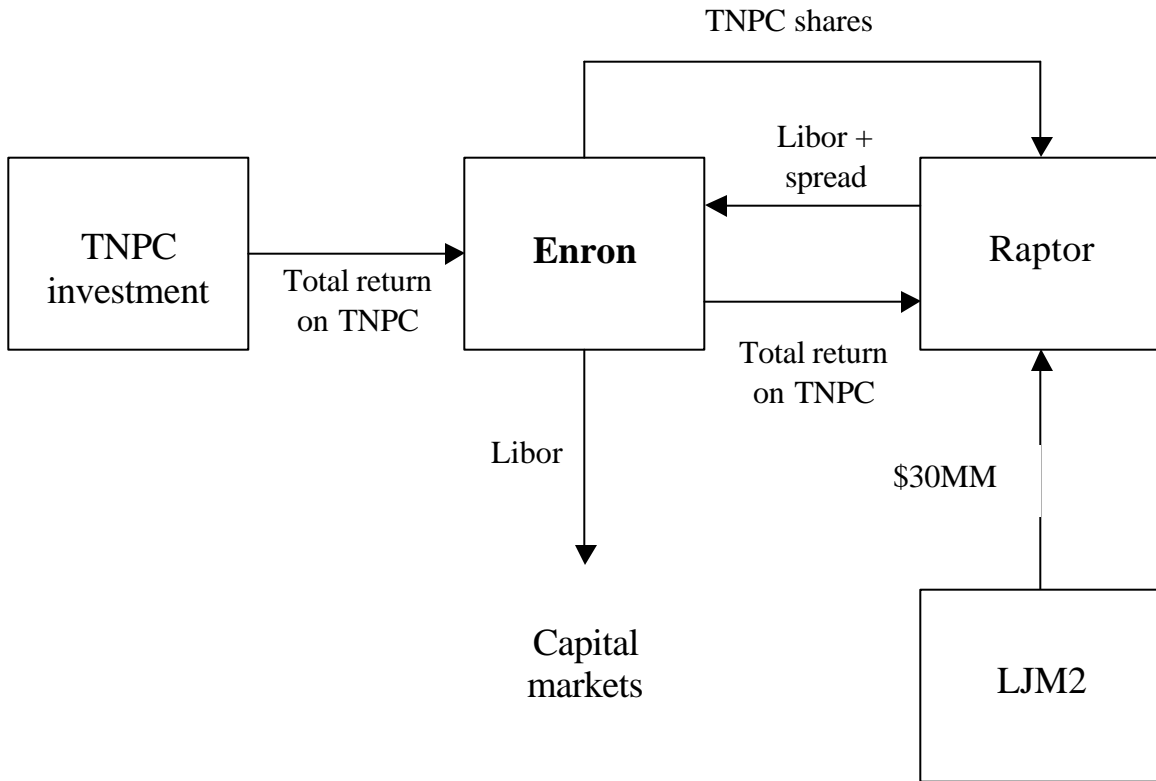 TNPC shares
Libor +
spread
TNPC
investment
Enron
Raptor
Total return
on TNPC
Total return
on TNPC
Libor
$30MM
Capital
markets
LJM2